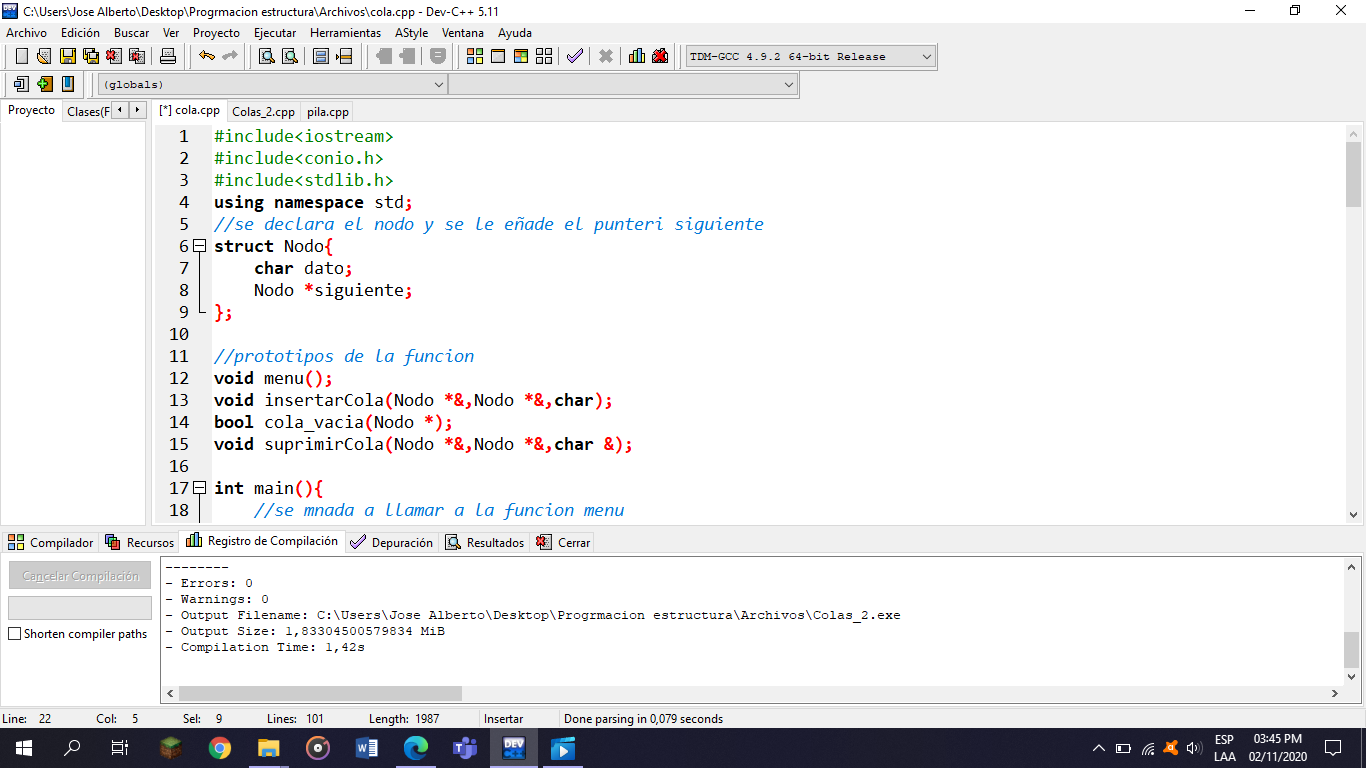 C:\Users\Jose Alberto\Desktop\Progrmacion estructura\Archivos\cola.cpp - Dev-C++ 5.11
Archivo Edición Buscar Ver Proyecto Ejecutar Herramientas AStyle Ventana Ayuda
TDM-GCC 4.9.2 64-bit Release
(globals)
Proyecto Clases(F [*] cola.cpp Colas_2.cpp pila.cpp
1 #include<iostream>
2 #include<conio.h>
3 #include<stdlib.h>
4 using namespace std;
5 //se declara el nodo y se le eñade el punteri siguiente
6 struct Nodo{
7 char dato;
8 Nodo *siguiente;
9 };
10
11 //prototipos de la funcion
12 void menu();
13 void insertarCola(Nodo *&,Nodo *&,char);
14 bool cola_vacia(Nodo *);
15 void suprimirCola(Nodo *&,Nodo *&,char &);
16
17 int main(){
18 //se mnada a llamar a la funcion menu
Compilador Recursos Registro de Compilación Depuración Resultados Cerrar
Cancelar Compilación
Shorten compiler paths
--------
- Errors: 0
- Warnings: 0
- Output Filename: C:\Users\Jose Alberto\Desktop\Progrmacion estructura\Archivos\Colas_2.exe
- Output Size: 1,83304500579834 MiB
- Compilation Time: 1,42s
Line: 22 Col: 5 Sel: 9 Lines: 101 Length: 1987 Insertar Done parsing in 0,079 seconds
DEV
ESP
LAA
03:45 PM
02/11/2020